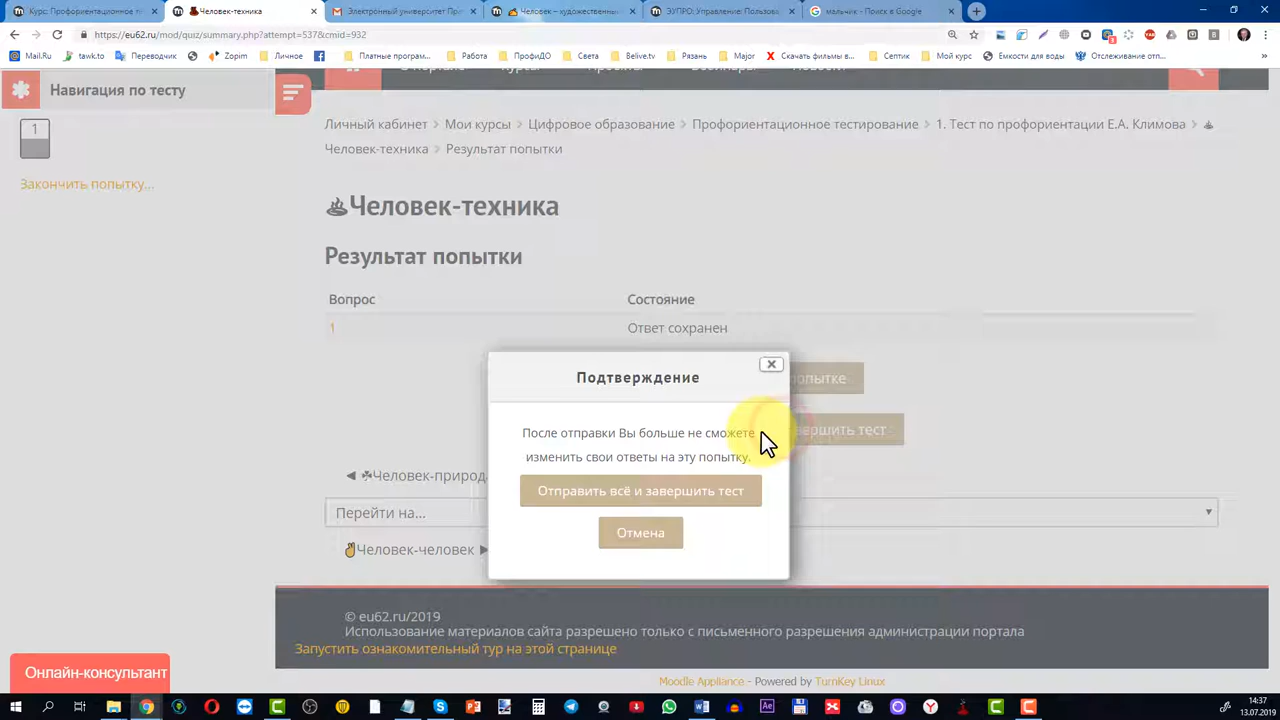 Курс: Профориентационное т
Человек-техника
Электронный университет Пр
Человек – художественны
ЭУПРО: Управление: Пользова
мальчик - Поиск в Google
https://eu62.ru/mod/quiz/summary.php?attempt=537&cmid=932
Mail.Ru
tawk.to
Переводчик
Zopim
Личное
Платные програм...
Работа
ПрофиДО
Света
Belive.tv
Рязань
Major
Скачать фильмы в...
Септик
Мой курс
Емкости для воды
Отслеживание отп...
Навигация по тесту
1
Закончить попытку...
Личный кабинет
Мои курсы
Цифровое образование
Профориентационное тестирование
1. Тест по профориентации Е.А. Климова
Человек-техника
Результат попытки
Человек-техника
Результат попытки
Вопрос
Состояние
1
Ответ сохранен
попытке
вершить тест
Подтверждение
После отправки Вы больше не сможете
изменить свои ответы на эту попытку.
Отправить всё и завершить тест
Отмена
◄ Человек-природ
Перейти на...
Человек-человек ►
© eu62.ru/2019
Использование материалов сайта разрешено только с письменного разрешения администрации портала
Запустить ознакомительный тур на этой странице
Онлайн-консультант
Moodle Appliance - Powered by TurnKey Linux
14:37
13.07.2019